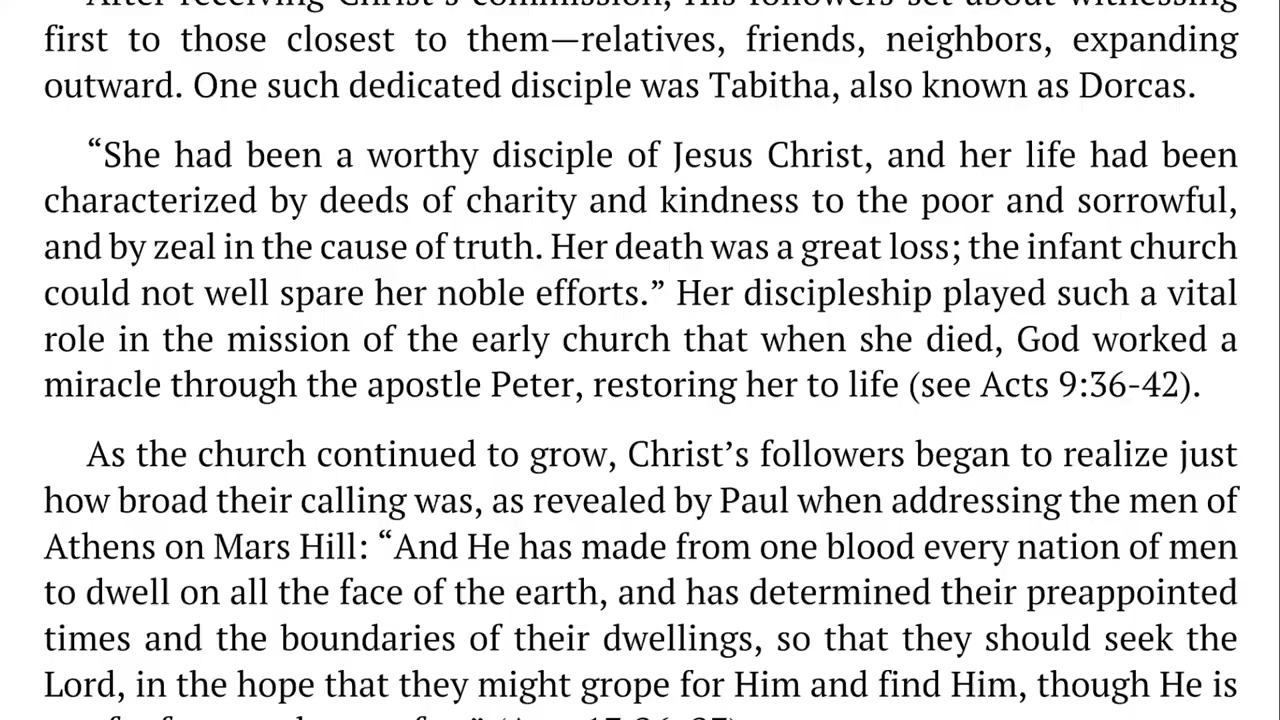 After receiving Christ's commission, His followers set about witnessing
first to those closest to them—relatives, friends, neighbors, expanding
outward. One such dedicated disciple was Tabitha, also known as Dorcas.
“She had been a worthy disciple of Jesus Christ, and her life had been
characterized by deeds of charity and kindness to the poor and sorrowful,
and by zeal in the cause of truth. Her death was a great loss; the infant church
could not well spare her noble efforts.” Her discipleship played such a vital
role in the mission of the early church that when she died, God worked a
miracle through the apostle Peter, restoring her to life (see Acts 9:36-42).
As the church continued to grow, Christ’s followers began to realize just
how broad their calling was, as revealed by Paul when addressing the men of
Athens on Mars Hill: “And He has made from one blood every nation of men
to dwell on all the face of the earth, and has determined their preappointed
times and the boundaries of their dwellings, so that they should seek the
Lord, in the hope that they might grope for Him and find Him, though He is